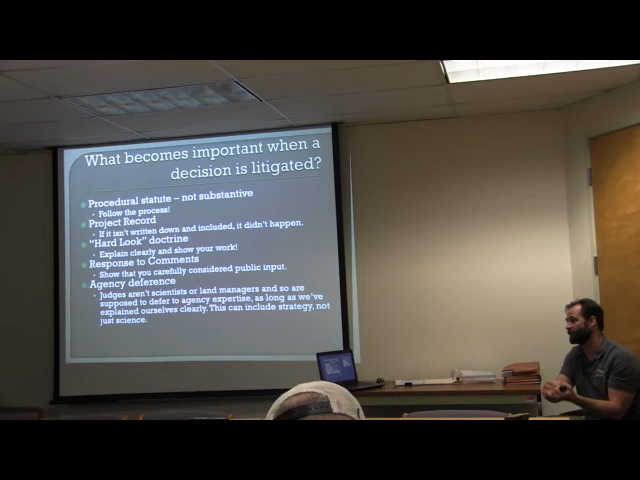 What becomes important when a
decision is litigated?
Procedural statute – not substantive
Follow the process!
Project Record
If it isn't written down and included, it didn't happen.
"Hard Look" doctrine
Explain clearly and show your work!
Response to Comments
Show that you carefully considered public input.
Agency deference
Judges aren't scientists or land managers and so are
supposed to defer to agency expertise, as long as we've
explained ourselves clearly. This can include strategy, not
just science.